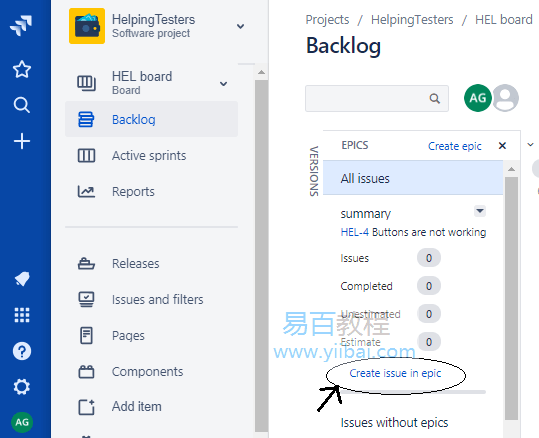 HelpingTesters
Software project
HEL board
Board
Backlog
Active sprints
Reports
Releases
Issues and filters
Pages
Components
Add item
AG
Projects / HelpingTesters / HEL board
Backlog
AG
VERSIONS
EPICS Create epic ×
All issues
summary
HEL-4 Buttons are not working
Issues 0
Completed 0
Unestimated 0
Estimate 0
易百教程
www.yiibai.com
Create issue in epic
Issues without epics